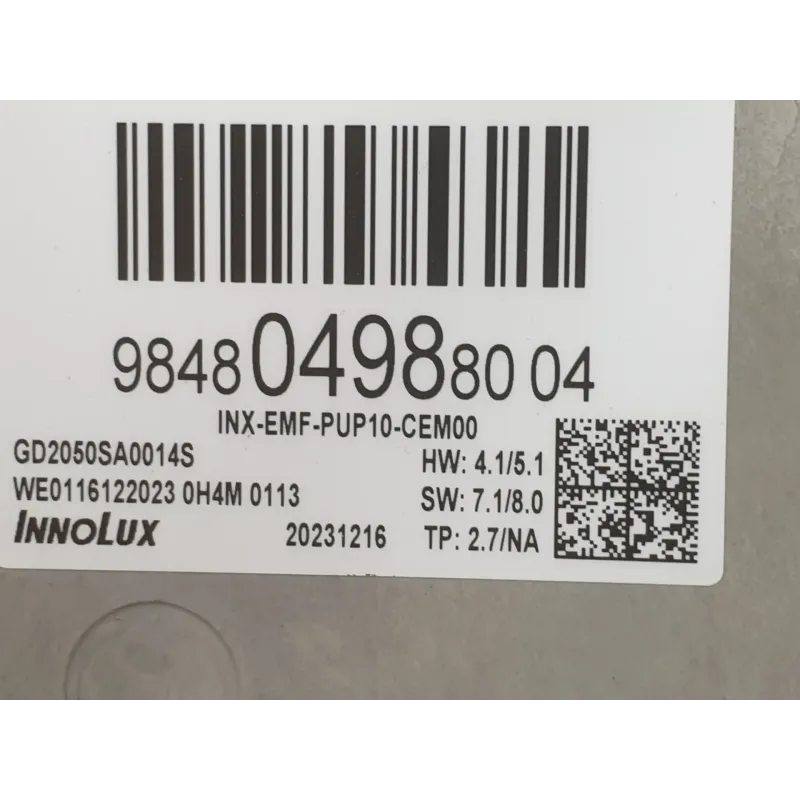 98480498880 04
INX-EMF-PUP10-CEM00
GD2050SA0014S HW: 4.1/5.1
WE0116122023 0H4M 0113 SW: 7.1/8.0
INNOLUX 20231216 TP: 2.7/NA